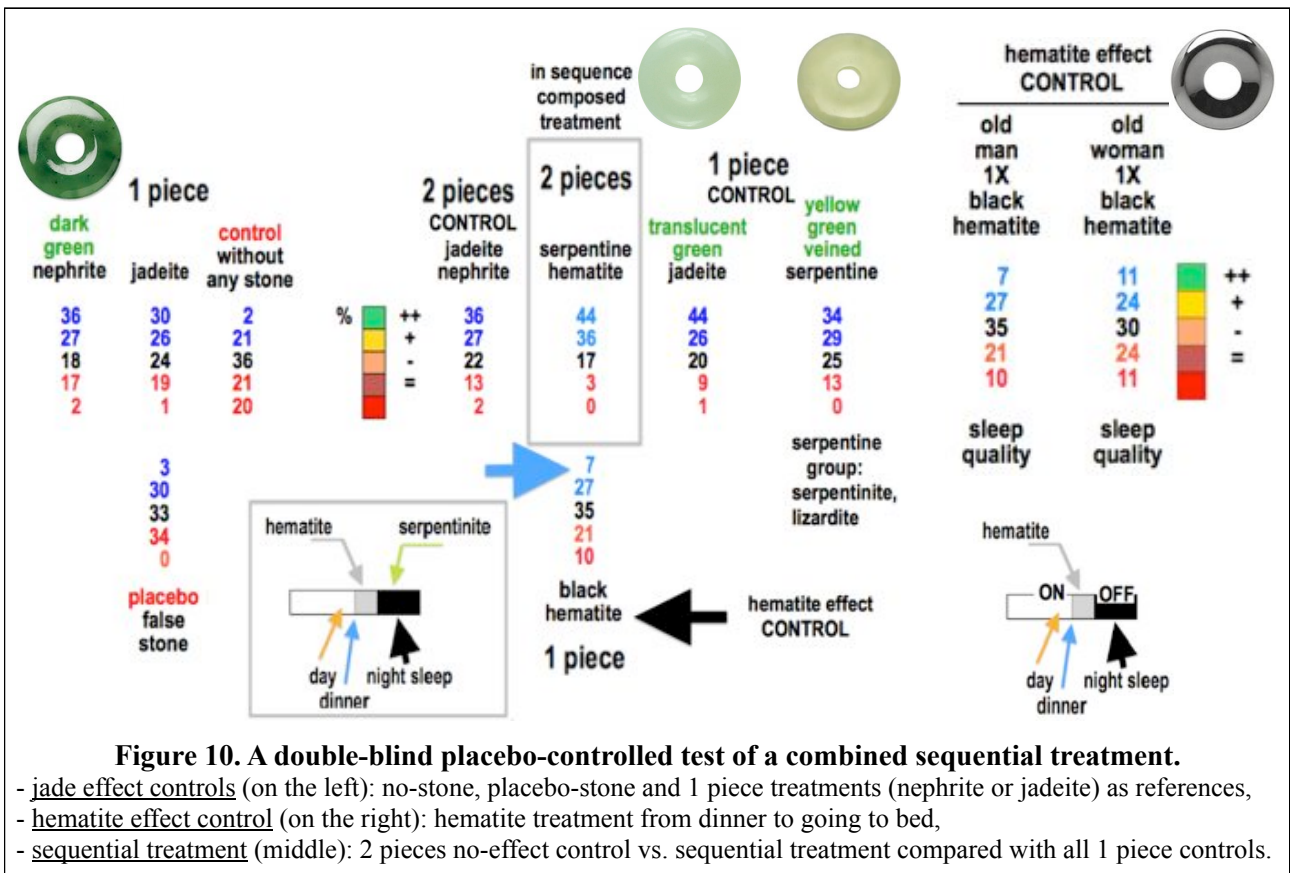 hematite effect
CONTROL
in sequence
composed
treatment
old
man
1X
black
hematite
old
woman
1X
black
hematite
1 piece
2 pieces
CONTROL
jadeite
nephrite
2 pieces
serpentine
hematite
1 piece
CONTROL
dark
green
nephrite
jadeite
control
without
any stone
translucent
green
jadeite
yellow
green
veined
serpentine
36 30 2 % ++ 36 44 44 34
27 26 21 + 27 36 26 29
18 24 36 - 22 17 20 25
17 19 21 = 13 3 9 13
2 1 20 2 0 1 0
7 11 ++
27 24 +
35 30 -
21 24 =
10 11
sleep
quality
sleep
quality
3
30
33
34
0
placebo
false
stone
hematite serpentinite
day
dinner
night sleep
7
27
35
21
10
black
hematite
1 piece
hematite effect
CONTROL
serpentine
group:
serpentinite,
lizardite
hematite
ON OFF
day
dinner
night sleep
Figure 10. A double-blind placebo-controlled test of a combined sequential treatment.
- jade effect controls (on the left): no-stone, placebo-stone and 1 piece treatments (nephrite or jadeite) as references,
- hematite effect control (on the right): hematite treatment from dinner to going to bed,
- sequential treatment (middle): 2 pieces no-effect control vs. sequential treatment compared with all 1 piece controls.